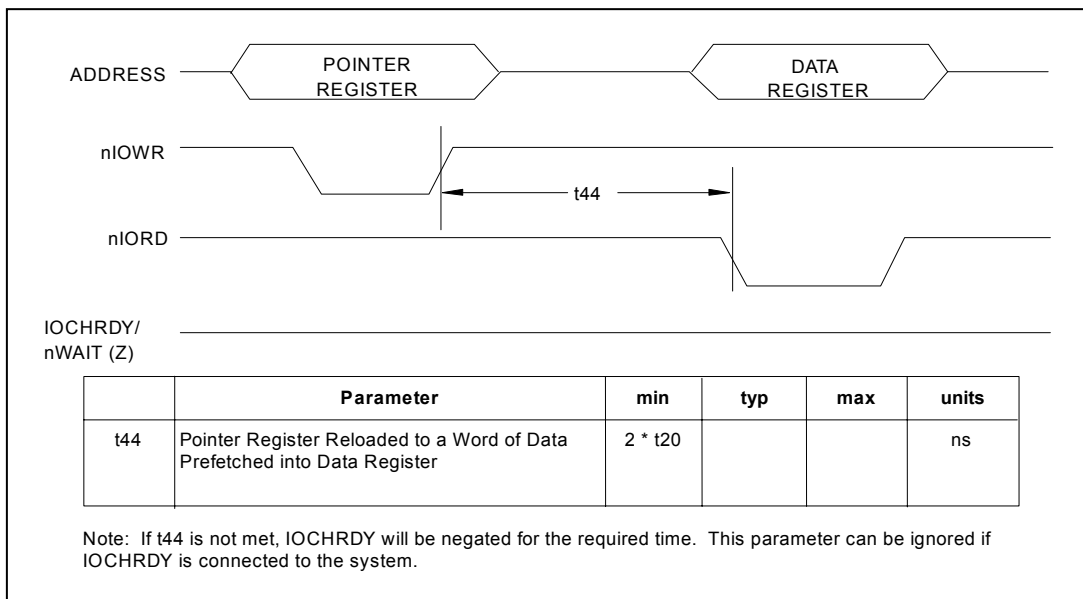 POINTER
REGISTER
DATA
REGISTER
ADDRESS
nIOWR
t44
nIORD
IOCHRDY/
nWAIT (Z)
Parameter min typ max units
t44 Pointer Register Reloaded to a Word of Data 2 * t20 ns
Prefetched into Data Register
Note: If t44 is not met, IOCHRDY will be negated for the required time. This parameter can be ignored if
IOCHRDY is connected to the system.